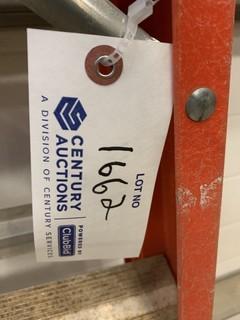 CENTURY
AUCTIONS
A DIVISION OF CENTURY SERVICES
POWERED BY
ClubBid
LOT NO
1662